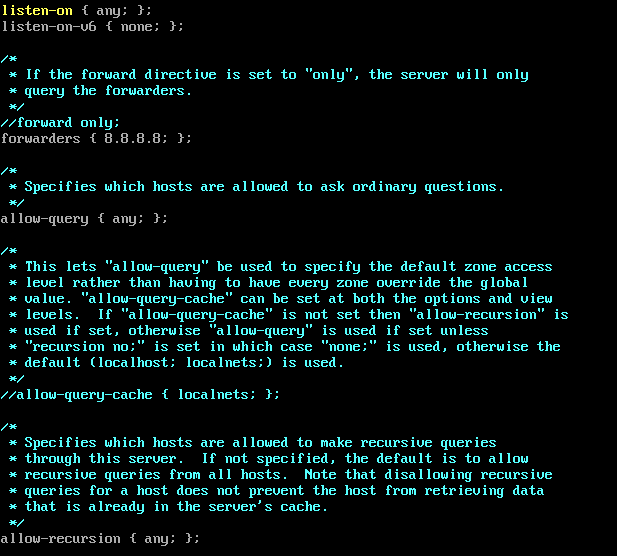 listen-on { any; };
listen-on-v6 { none; };
/*
 * If the forward directive is set to "only", the server will only
 * query the forwarders.
 */
//forward only;
forwarders { 8.8.8.8; };
/*
 * Specifies which hosts are allowed to ask ordinary questions.
 */
allow-query { any; };
/*
 * This lets "allow-query" be used to specify the default zone access
 * level rather than having to have every zone override the global
 * value. "allow-query-cache" can be set at both the options and view
 * levels.  If "allow-query-cache" is not set then "allow-recursion" is
 * used if set, otherwise "allow-query" is used if set unless
 * "recursion no;" is set in which case "none;" is used, otherwise the
 * default (localhost; localnets;) is used.
 */
//allow-query-cache { localnets; };
/*
 * Specifies which hosts are allowed to make recursive queries
 * through this server.  If not specified, the default is to allow
 * recursive queries from all hosts.  Note that disallowing recursive
 * queries for a host does not prevent the host from retrieving data
 * that is already in the server's cache.
 */
allow-recursion { any; };